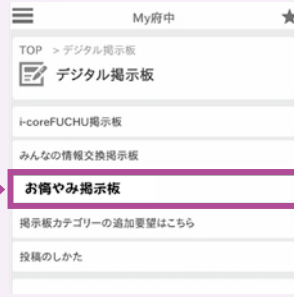 My府中
TOP >デジタル掲示板
デジタル掲示板
i-coreFUCHU掲示板
みんなの情報交換掲示板
お悔やみ掲示板
掲示板カテゴリーの追加要望はこちら
投稿のしかた